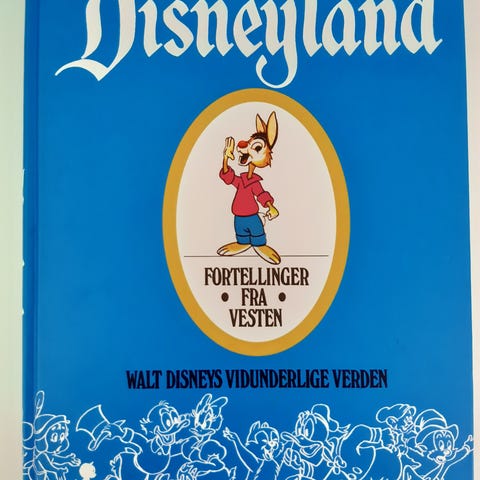 Disneyland
FORTELLINGER
• FRA •
VESTEN
WALT DISNEYS VIDUNDERLIGE VERDEN